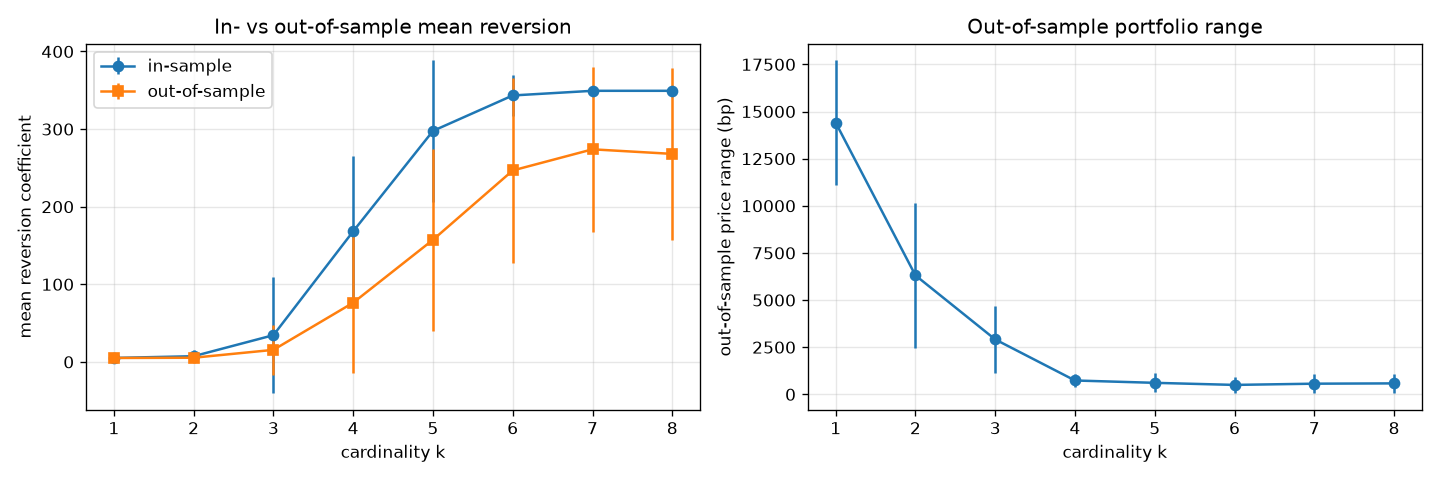 In- vs out-of-sample mean reversion
in-sample
out-of-sample
mean reversion coefficient
400
300
200
100
0
1 2 3 4 5 6 7 8
cardinality k
Out-of-sample portfolio range
out-of-sample price range (bp)
17500
15000
12500
10000
7500
5000
2500
0
1 2 3 4 5 6 7 8
cardinality k